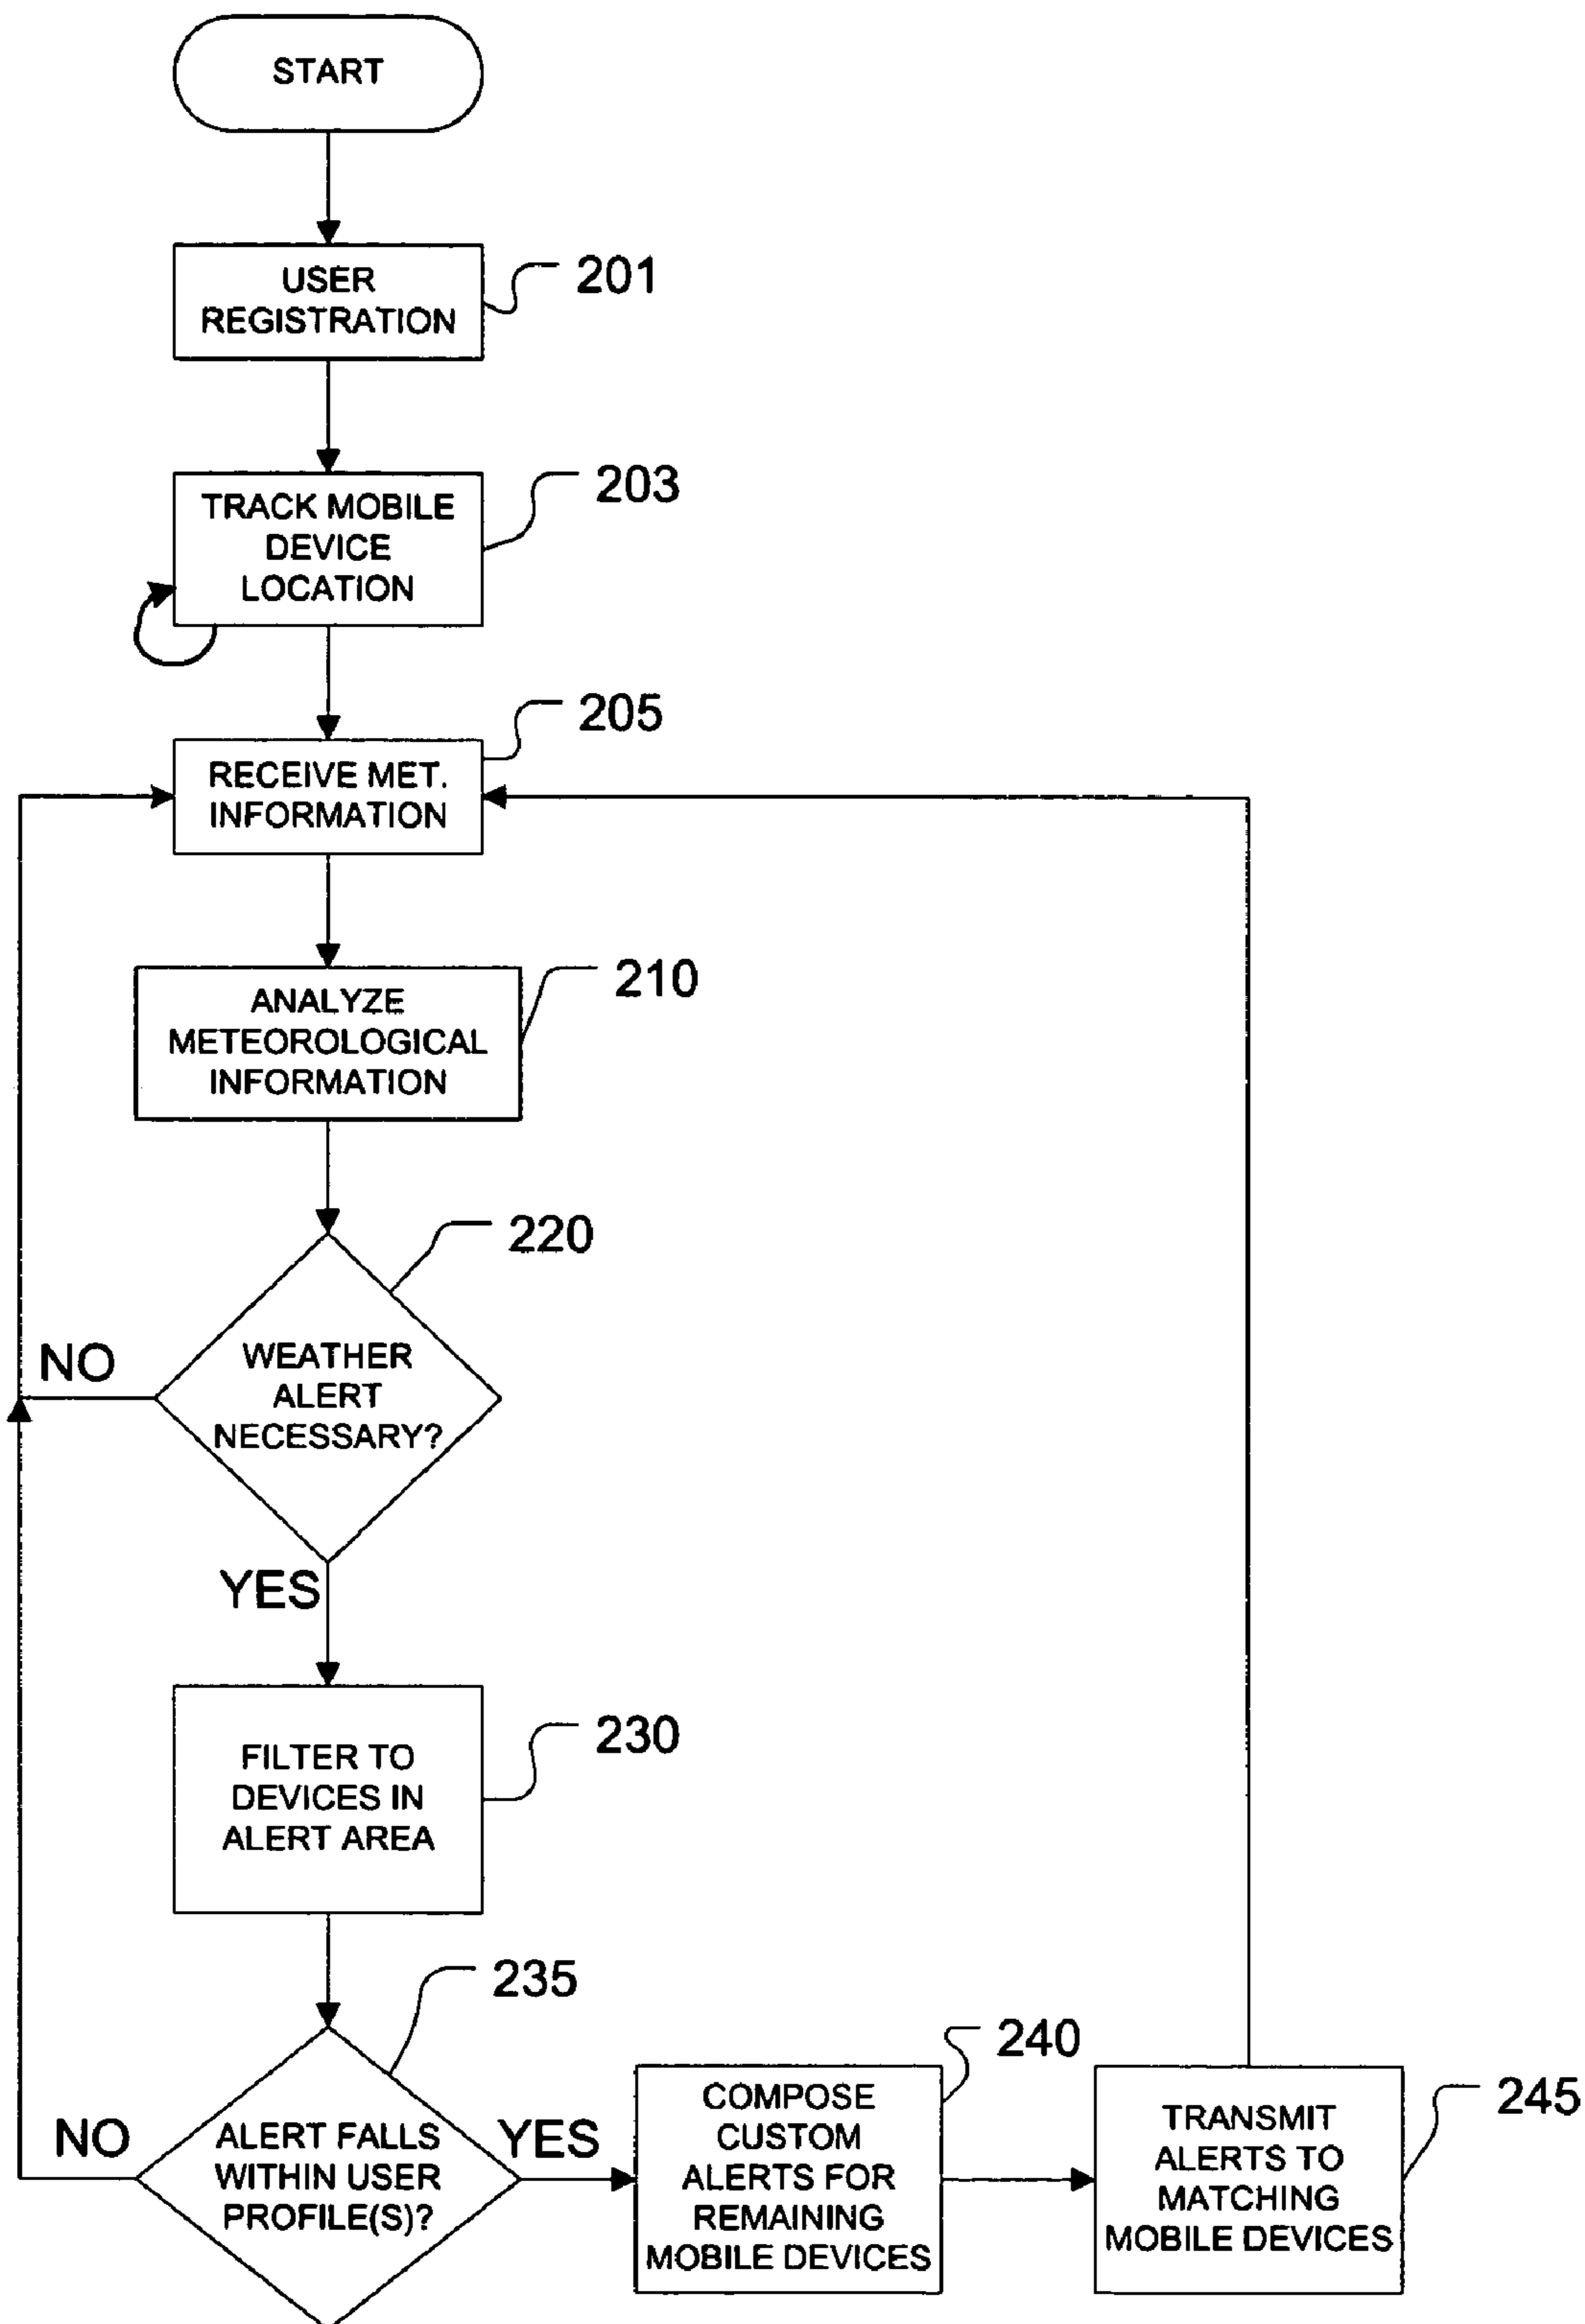 START
USER
REGISTRATION
201
TRACK MOBILE
DEVICE
LOCATION
203
RECEIVE MET.
INFORMATION
205
ANALYZE
METEOROLOGICAL
INFORMATION
210
WEATHER
ALERT
NECESSARY?
220
NO
YES
FILTER TO
DEVICES IN
ALERT AREA
230
ALERT FALLS
WITHIN USER
PROFILE(S)?
235
NO
YES
COMPOSE
CUSTOM
ALERTS FOR
REMAINING
MOBILE DEVICES
240
TRANSMIT
ALERTS TO
MATCHING
MOBILE DEVICES
245